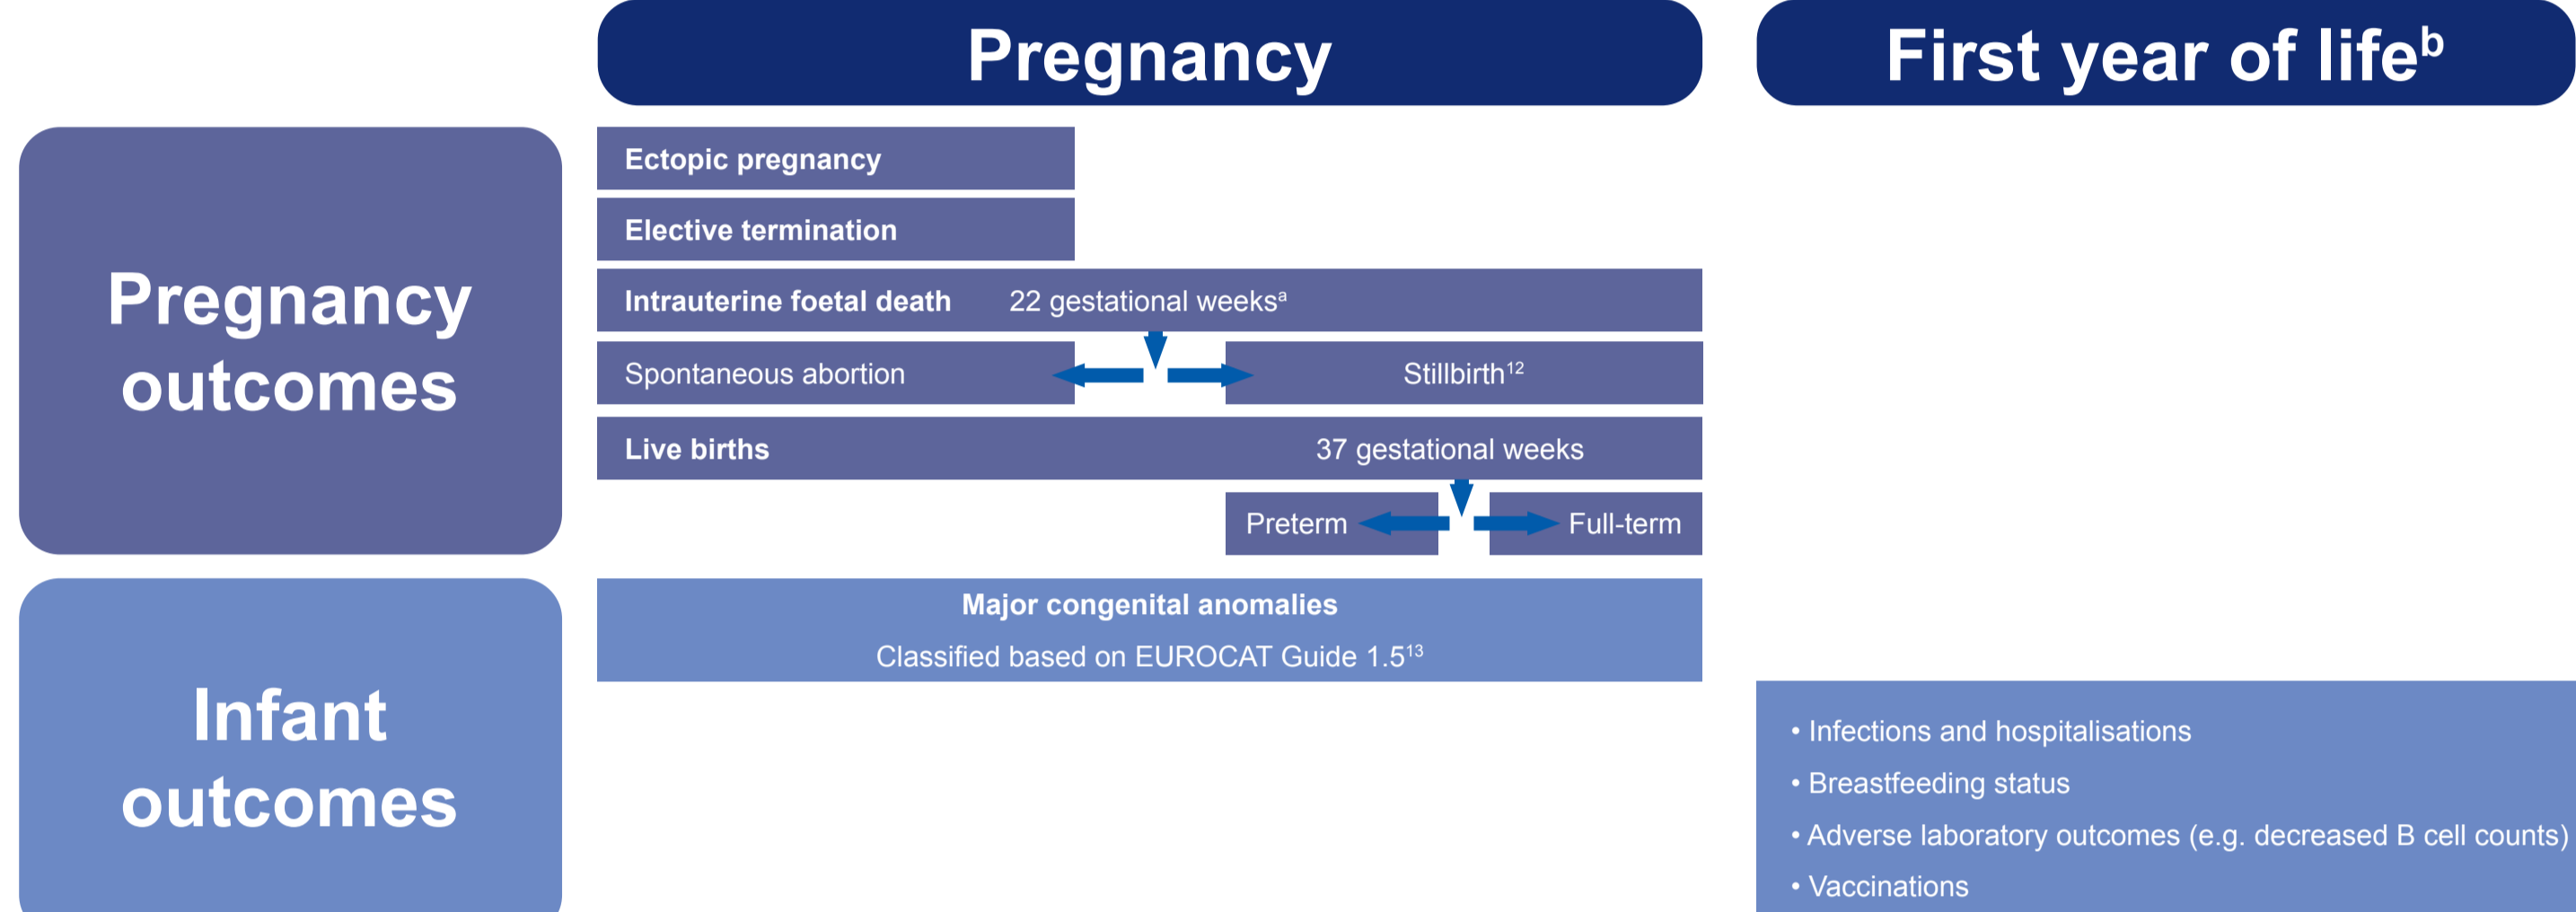 Pregnancy
First year of lifeᵇ
Pregnancy
outcomes
Ectopic pregnancy
Elective termination
Intrauterine foetal death 22 gestational weeksᵃ
Spontaneous abortion
Stillbirth¹²
Live births 37 gestational weeks
Preterm
Full-term
Infant
outcomes
Major congenital anomalies
Classified based on EUROCAT Guide 1.5¹³
• Infections and hospitalisations
• Breastfeeding status
• Adverse laboratory outcomes (e.g. decreased B cell counts)
• Vaccinations